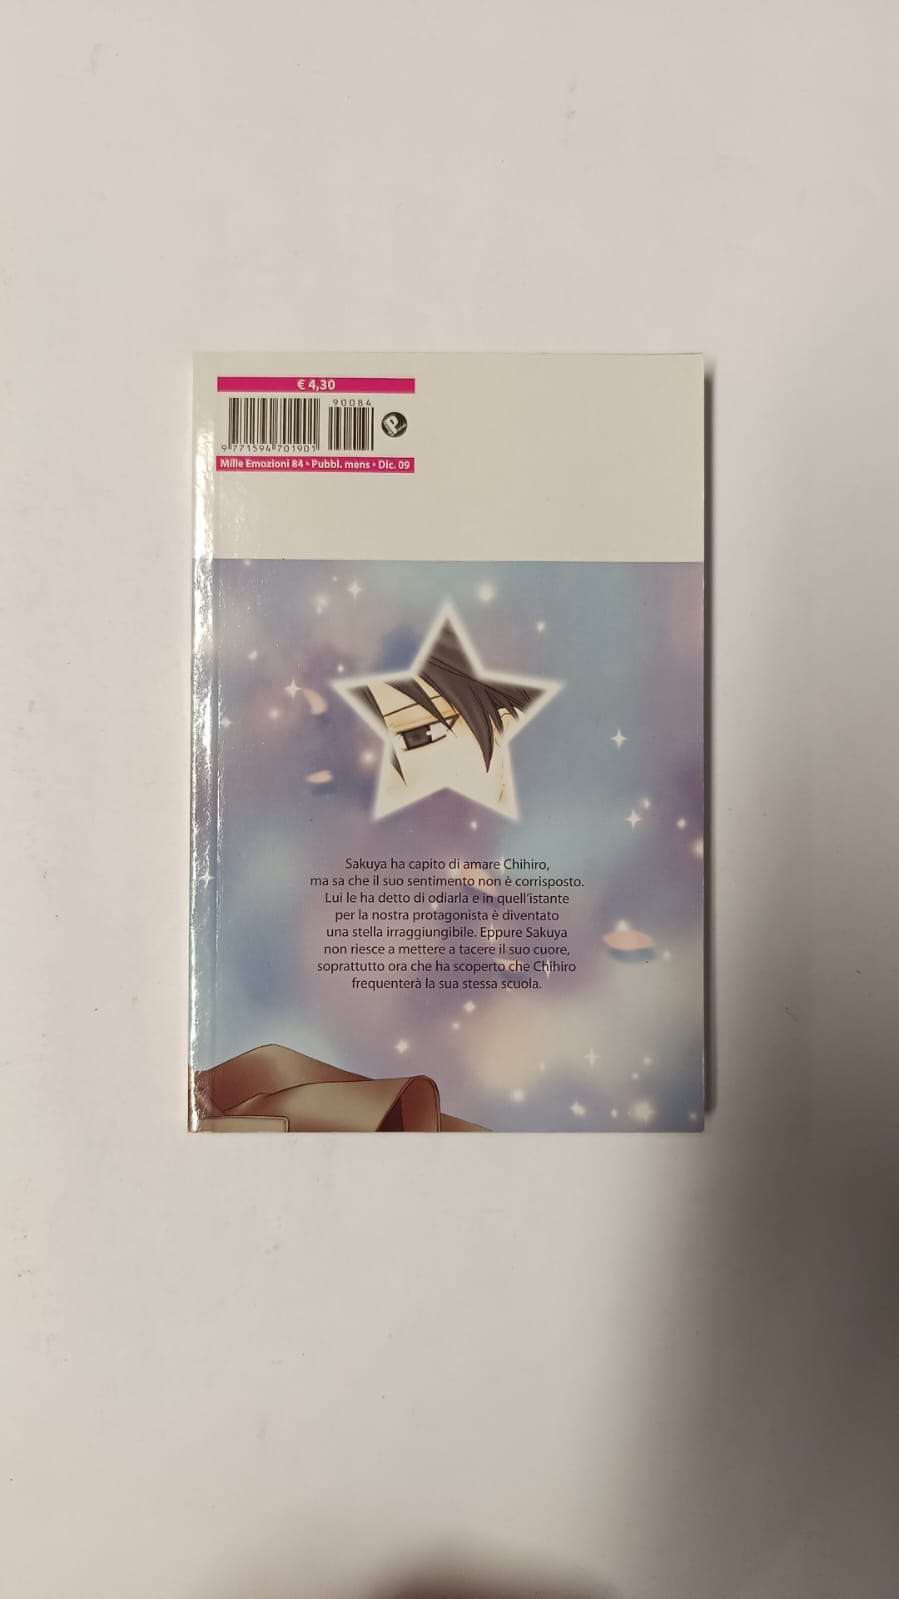 € 4,30
90084
9 771594 701901
P
Mille Emozioni 84 • Pubbl. mens • Dic. 09
Sakuya ha capito di amare Chihiro,
ma sa che il suo sentimento non è corrisposto.
Lui le ha detto di odiarla e in quell'istante
per la nostra protagonista è diventato
una stella irraggiungibile. Eppure Sakuya
non riesce a mettere a tacere il suo cuore,
soprattutto ora che ha scoperto che Chihiro
frequenterà la sua stessa scuola.